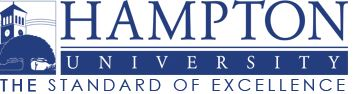 HAMPTON
UNIVERSITY
THE STANDARD OF EXCELLENCE